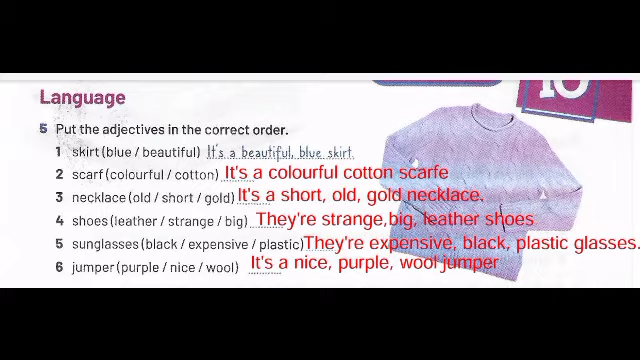 10
Language
5 Put the adjectives in the correct order.
1 skirt (blue / beautiful) It's a beautiful, blue skirt.
2 scarf (colourful / cotton) It's a colourful cotton scarfe
3 necklace (old / short / gold) It's a short, old, gold necklace.
4 shoes (leather / strange / big) They're strange,big, leather shoes
5 sunglasses (black / expensive / plastic) They're expensive, black, plastic glasses.
6 jumper (purple / nice / wool) It's a nice, purple, wool jumper